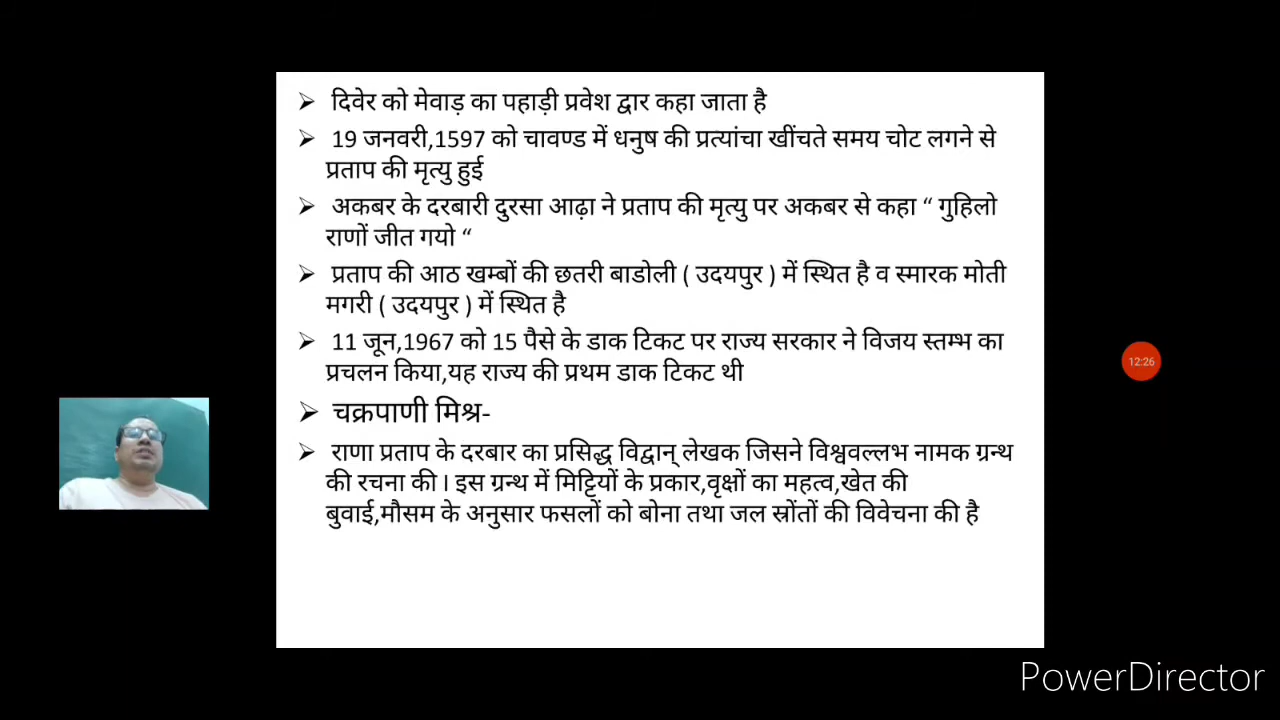 ➢ दिवेर को मेवाड़ का पहाड़ी प्रवेश द्वार कहा जाता है
➢ 19 जनवरी,1597 को चावण्ड में धनुष की प्रत्यांचा खींचते समय चोट लगने से
प्रताप की मृत्यु हुई
➢ अकबर के दरबारी दुरसा आढ़ा ने प्रताप की मृत्यु पर अकबर से कहा “ गुहिलो
राणों जीत गयो “
➢ प्रताप की आठ खम्बों की छतरी बाडोली ( उदयपुर ) में स्थित है व स्मारक मोती
मगरी ( उदयपुर ) में स्थित है
➢ 11 जून,1967 को 15 पैसे के डाक टिकट पर राज्य सरकार ने विजय स्तम्भ का
प्रचलन किया,यह राज्य की प्रथम डाक टिकट थी
➢ चक्रपाणी मिश्र-
➢ राणा प्रताप के दरबार का प्रसिद्ध विद्वान् लेखक जिसने विश्ववल्लभ नामक ग्रन्थ
की रचना की । इस ग्रन्थ में मिट्टियों के प्रकार,वृक्षों का महत्व,खेत की
बुवाई,मौसम के अनुसार फसलों को बोना तथा जल स्रोंतों की विवेचना की है
12:26
PowerDirector